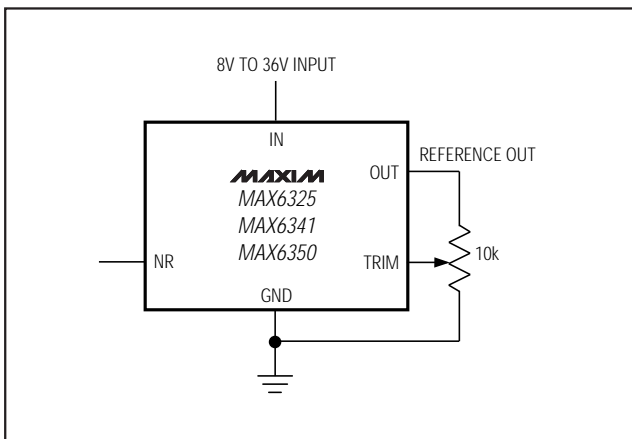 8V TO 36V INPUT
IN
REFERENCE OUT
OUT
MAXIM
MAX6325
MAX6341
MAX6350
NR
TRIM
10k
GND